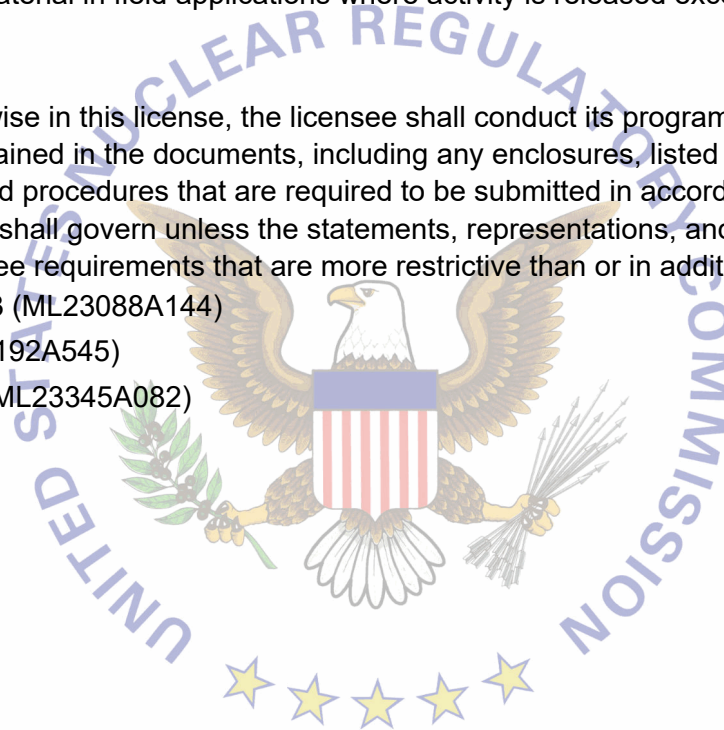 aterial in field applications where activity is released exce
UNITED STATES NUCLEAR REGULATORY COMMISSION
wise in this license, the licensee shall conduct its program
ained in the documents, including any enclosures, listed
d procedures that are required to be submitted in accord
shall govern unless the statements, representations, and
ee requirements that are more restrictive than or in addit
3 (ML23088A144)
192A545)
ML23345A082)